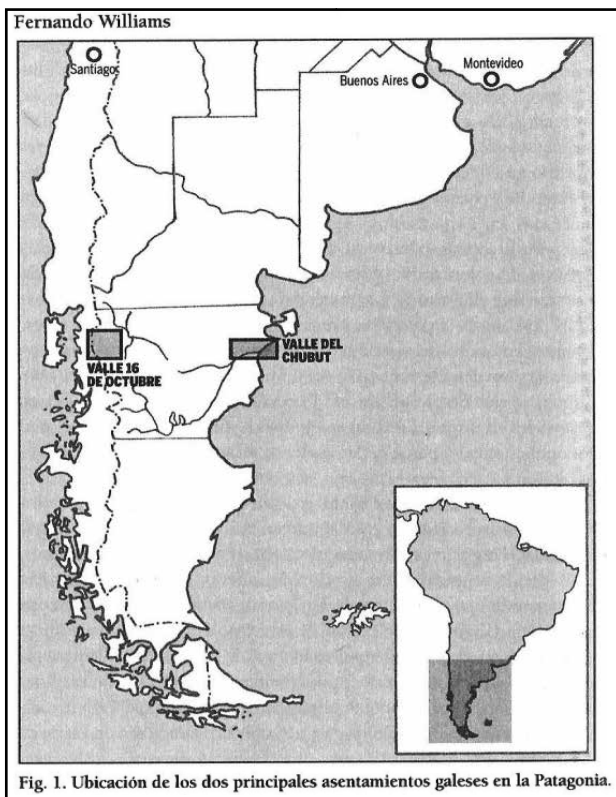 Fernando Williams
Santiago
Buenos Aires
Montevideo
VALLE 16
DE OCTUBRE
VALLE DEL
CHUBUT
Fig. 1. Ubicación de los dos principales asentamientos galeses en la Patagonia.